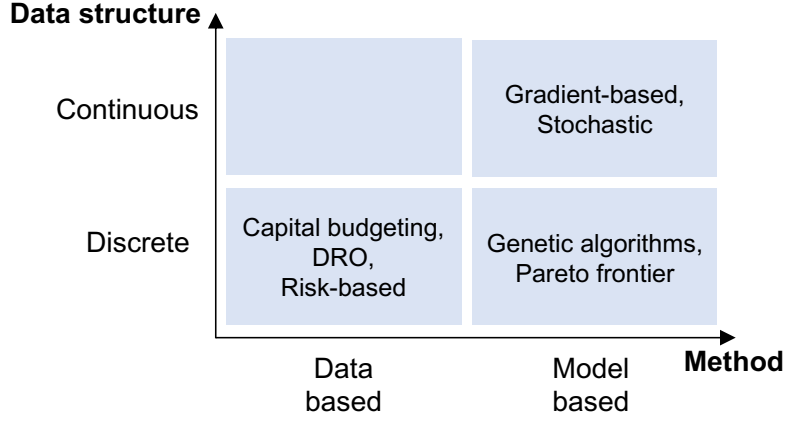 Data structure
Continuous
Gradient-based,
Stochastic
Discrete
Capital budgeting,
DRO,
Risk-based
Genetic algorithms,
Pareto frontier
Data
based
Model
based
Method